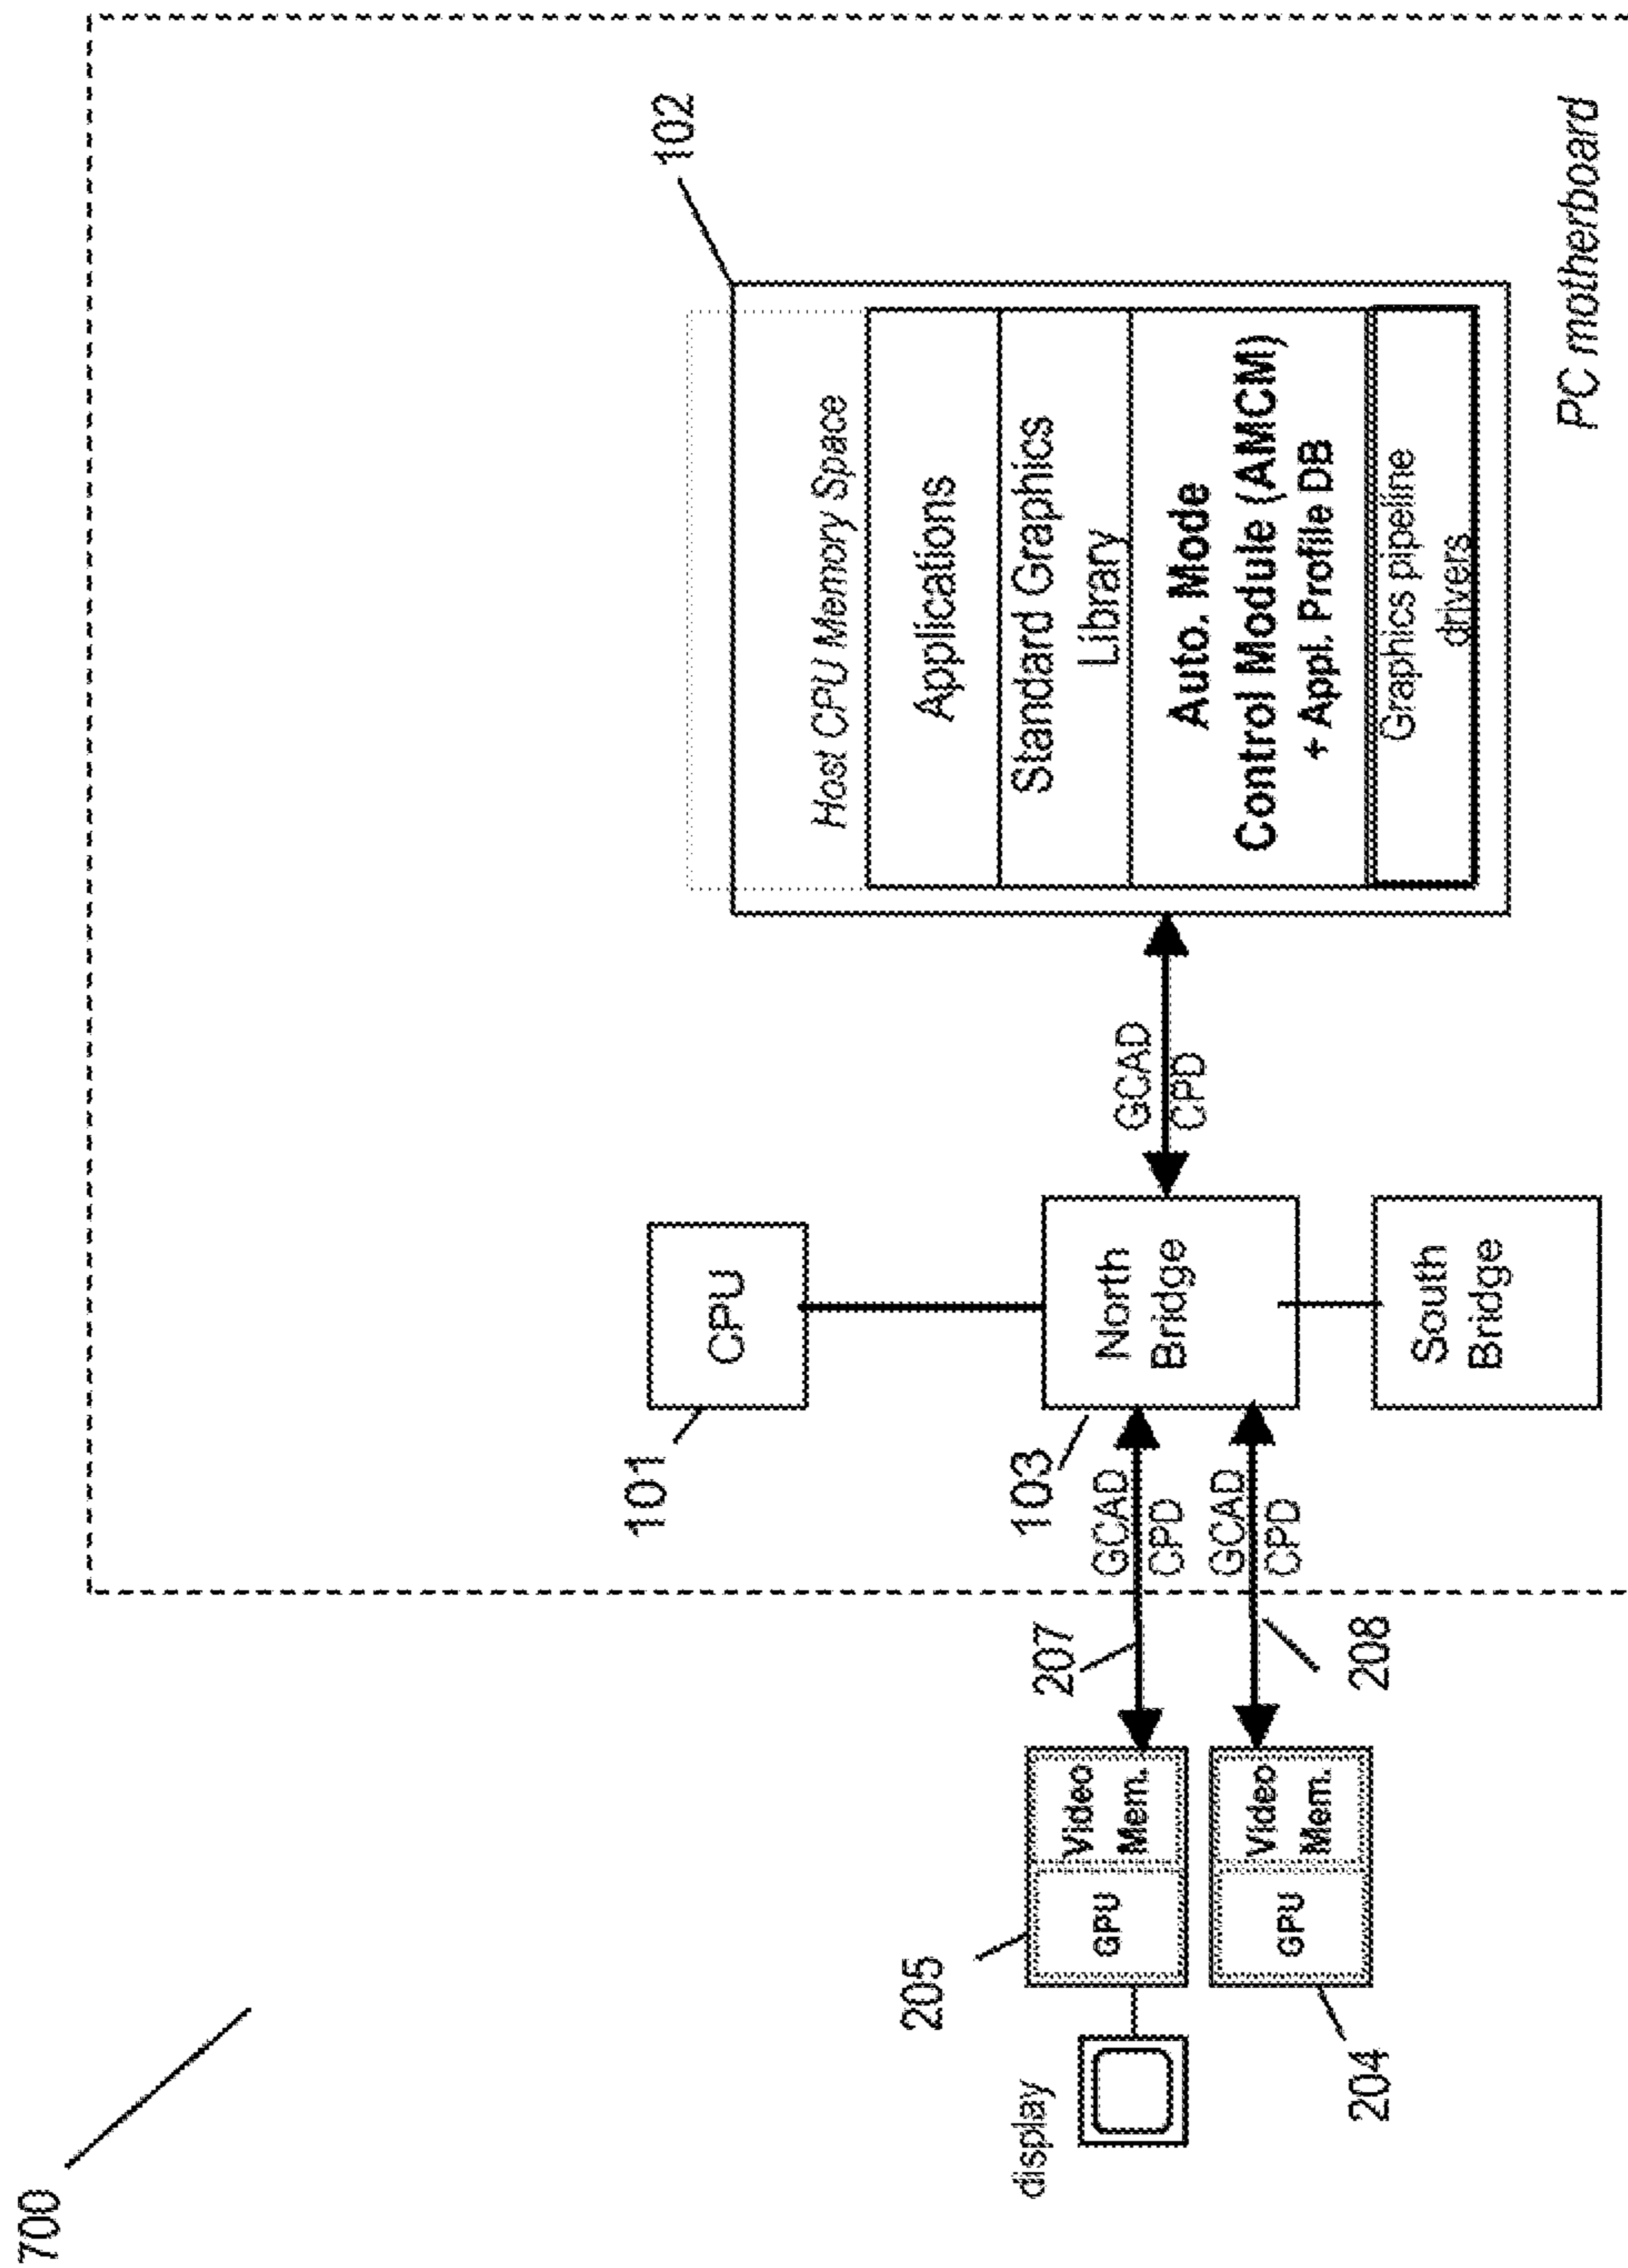 700
PC motherboard
102
Host CPU Memory Space
Applications
Standard Graphics
Library
Auto. Mode
Control Module (AMCM)
+ Appl. Profile DB
Graphics pipeline
drivers
101
CPU
GCAD
CPD
103
North
Bridge
South
Bridge
GCAD
CPD
GCAD
CPD
207
208
205
GPU
Video
Mem.
GPU
Video
Mem.
204
display